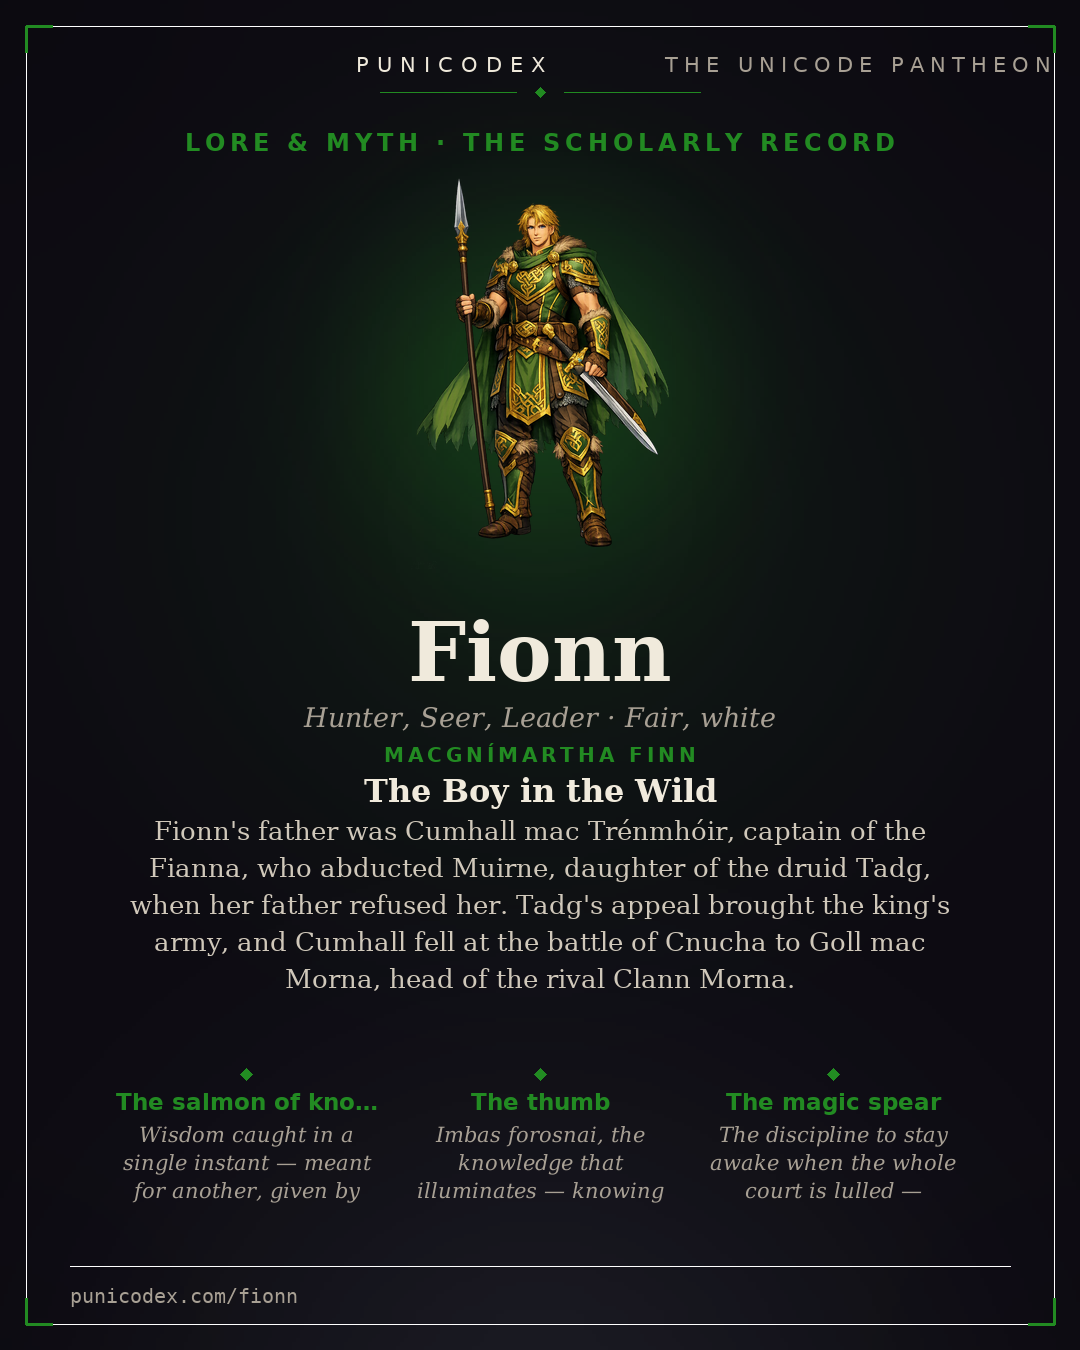 PUNICODEX THE UNICODE PANTHEON
LORE & MYTH · THE SCHOLARLY RECORD
Fionn
Hunter, Seer, Leader · Fair, white
MACGNÍMARTHA FINN
The Boy in the Wild
Fionn's father was Cumhall mac Trénmhóir, captain of the
Fianna, who abducted Muirne, daughter of the druid Tadg,
when her father refused her. Tadg's appeal brought the king's
army, and Cumhall fell at the battle of Cnucha to Goll mac
Morna, head of the rival Clann Morna.
The salmon of kno...
Wisdom caught in a
single instant — meant
for another, given by
The thumb
Imbas forosnai, the
knowledge that
illuminates — knowing
The magic spear
The discipline to stay
awake when the whole
court is lulled —
punicodex.com/fionn